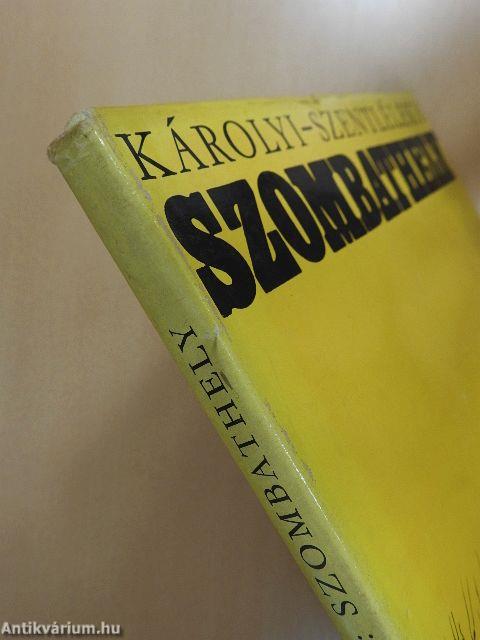 KÁROLYI-SZENTLÉLEKY
SZOMBATHELY
: SZOMBATHELY
Antikvárium.hu